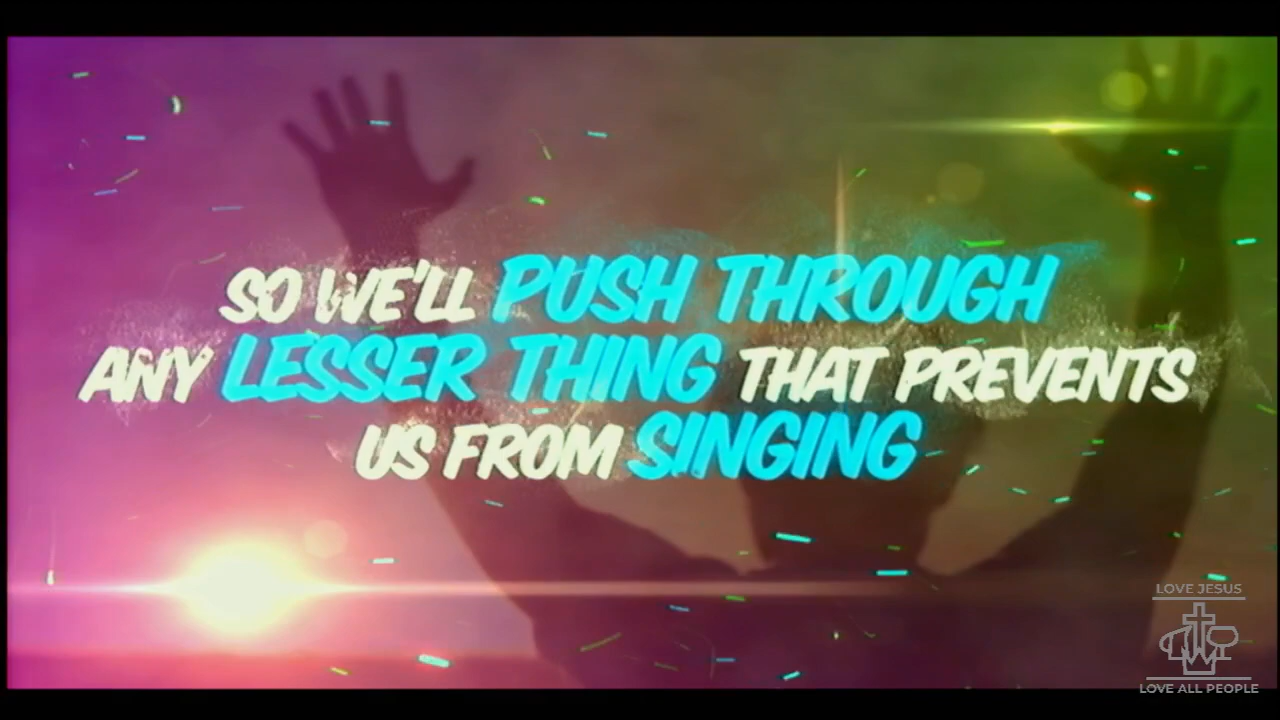 SO WE'LL PUSH THROUGH
ANY LESSER THING THAT PREVENTS
US FROM SINGING
LOVE JESUS
LOVE ALL PEOPLE